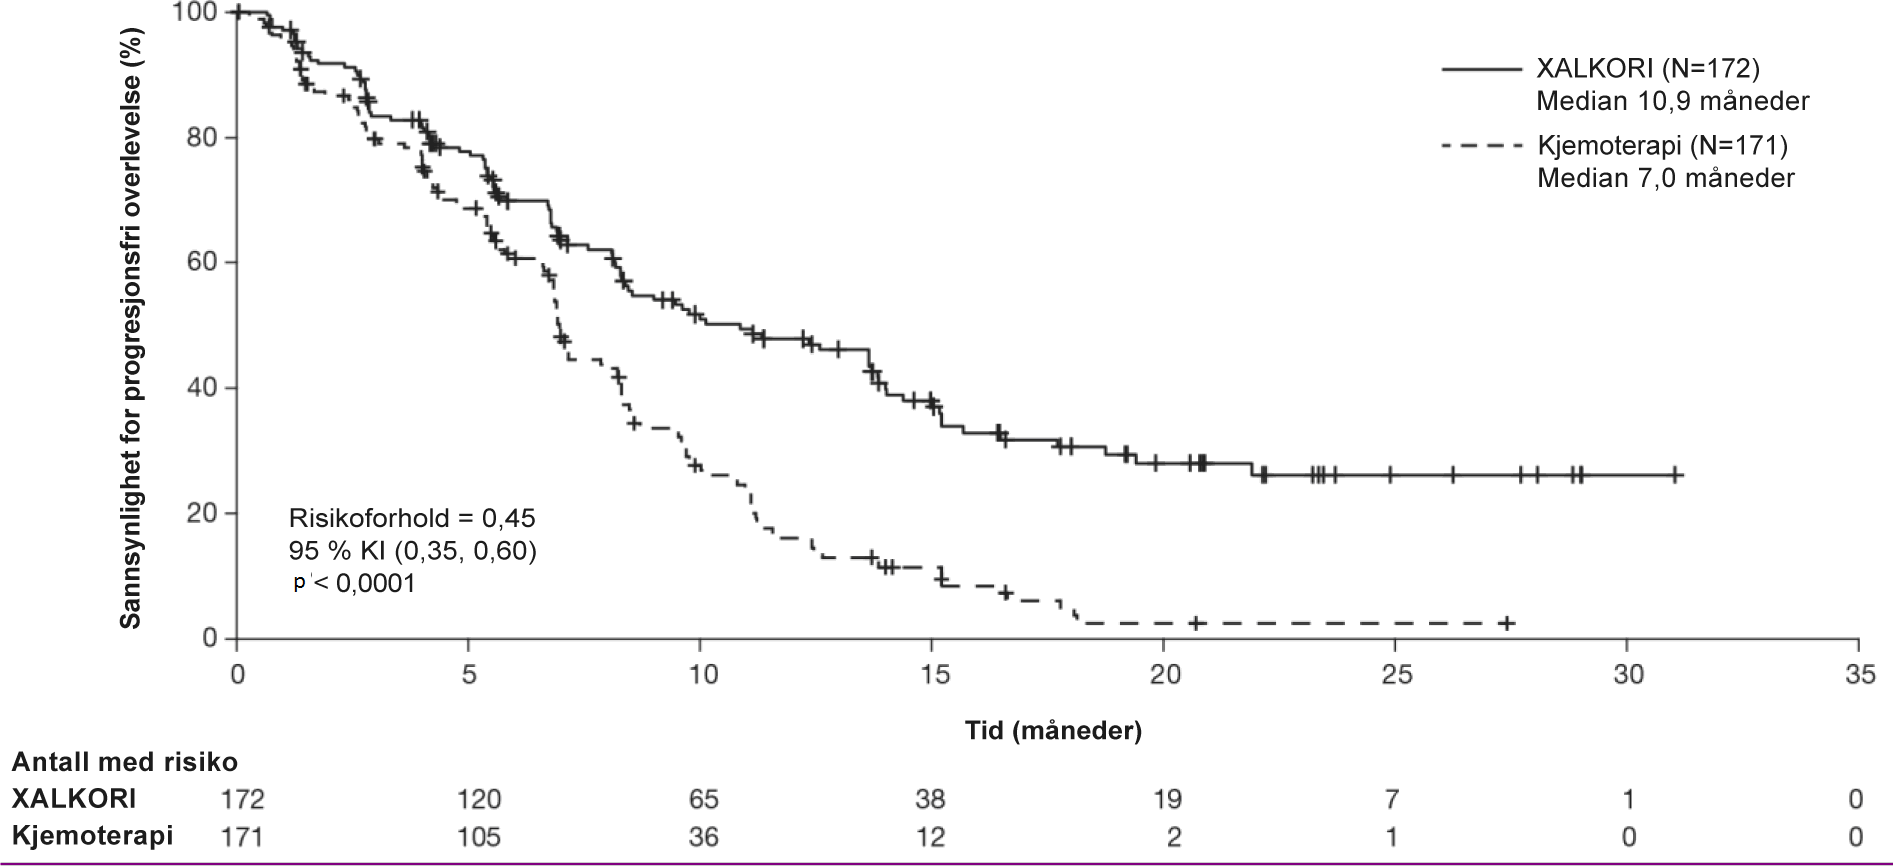 Sannsynlighet for progresjonsfri overlevelse (%)
100
80
60
40
20
0
XALKORI (N=172)
Median 10,9 måneder
Kjemoterapi (N=171)
Median 7,0 måneder
Risikoforhold = 0,45
95 % KI (0,35, 0,60)
p < 0,0001
0 5 10 15 20 25 30 35
Tid (måneder)
Antall med risiko
XALKORI 172 120 65 38 19 7 1 0
Kjemoterapi 171 105 36 12 2 1 0 0